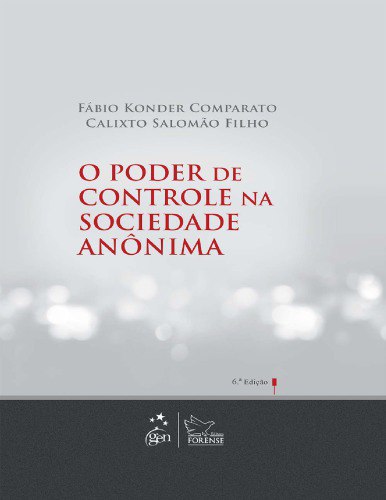 FÁBIO KONDER COMPARATO
CALIXTO SALOMÃO FILHO
O PODER DE
CONTROLE NA
SOCIEDADE
ANÔNIMA
6.ª Edição
gen
FORENSE